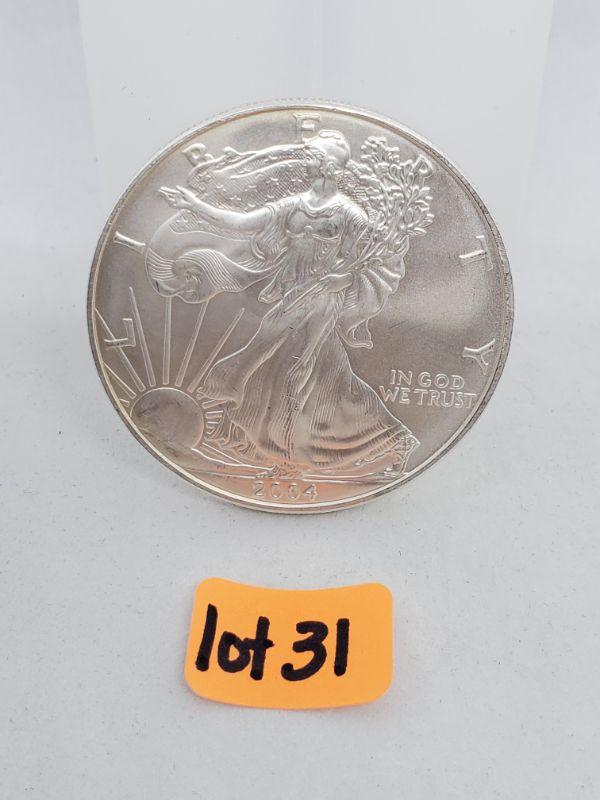 LIBERTY
IN GOD
WE TRUST
2004
lot 31